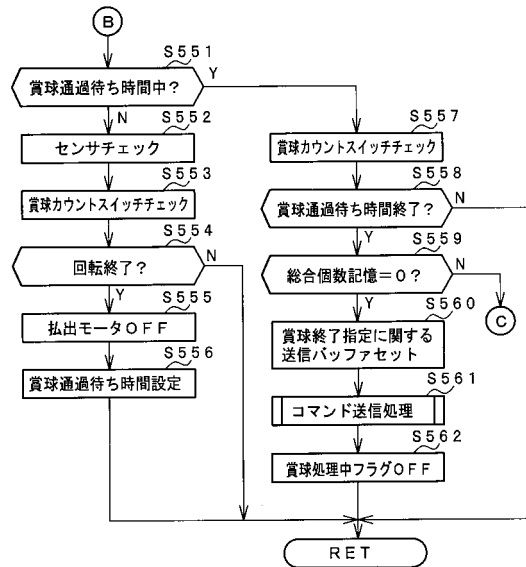 B
S551
賞球通過待ち時間中?
Y
N
S552
センサチェック
S553
賞球カウントスイッチチェック
S554
回転終了?
N
Y
S555
払出モータOFF
S556
賞球通過待ち時間設定
S557
賞球カウントスイッチチェック
S558
賞球通過待ち時間終了?
N
Y
S559
総合個数記憶=0?
N
C
Y
S560
賞球終了指定に関する
送信バッファセット
S561
コマンド送信処理
S562
賞球処理中フラグOFF
RET